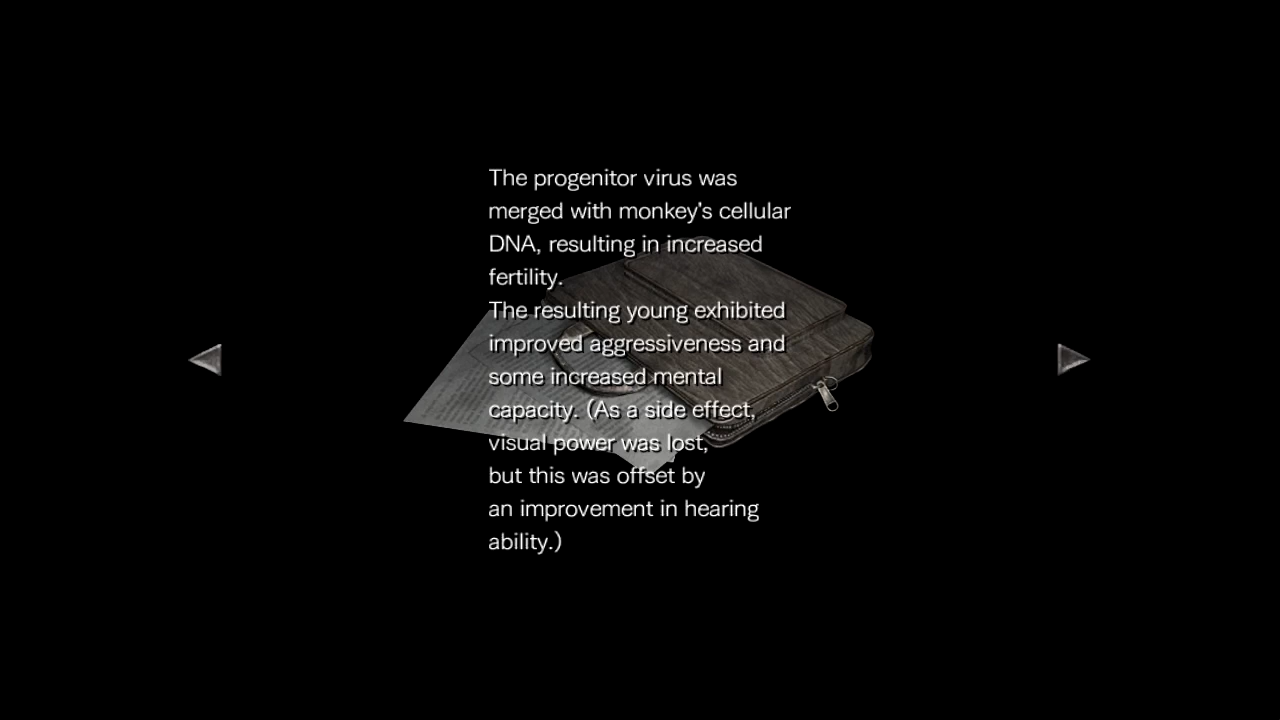 The progenitor virus was
merged with monkey's cellular
DNA, resulting in increased
fertility.
The resulting young exhibited
improved aggressiveness and
some increased mental
capacity. (As a side effect,
visual power was lost,
but this was offset by
an improvement in hearing
ability.)